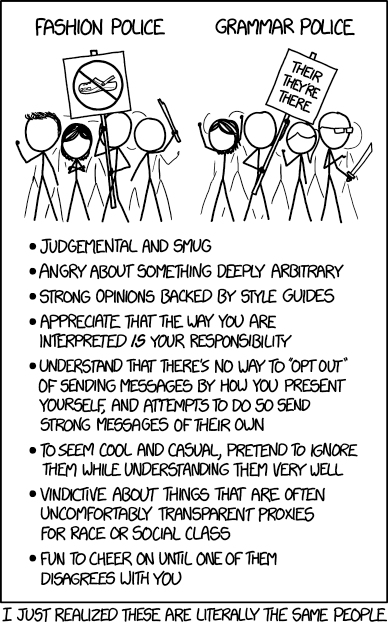 FASHION POLICE
GRAMMAR POLICE
THEIR
THEY'RE
THERE
• JUDGEMENTAL AND SMUG
• ANGRY ABOUT SOMETHING DEEPLY ARBITRARY
• STRONG OPINIONS BACKED BY STYLE GUIDES
• APPRECIATE THAT THE WAY YOU ARE
INTERPRETED IS YOUR RESPONSIBILITY
• UNDERSTAND THAT THERE'S NO WAY TO "OPT OUT"
OF SENDING MESSAGES BY HOW YOU PRESENT
YOURSELF, AND ATTEMPTS TO DO SO SEND
STRONG MESSAGES OF THEIR OWN
• TO SEEM COOL AND CASUAL, PRETEND TO IGNORE
THEM WHILE UNDERSTANDING THEM VERY WELL
• VINDICTIVE ABOUT THINGS THAT ARE OFTEN
UNCOMFORTABLY TRANSPARENT PROXIES
FOR RACE OR SOCIAL CLASS
• FUN TO CHEER ON UNTIL ONE OF THEM
DISAGREES WITH YOU
I JUST REALIZED THESE ARE LITERALLY THE SAME PEOPLE